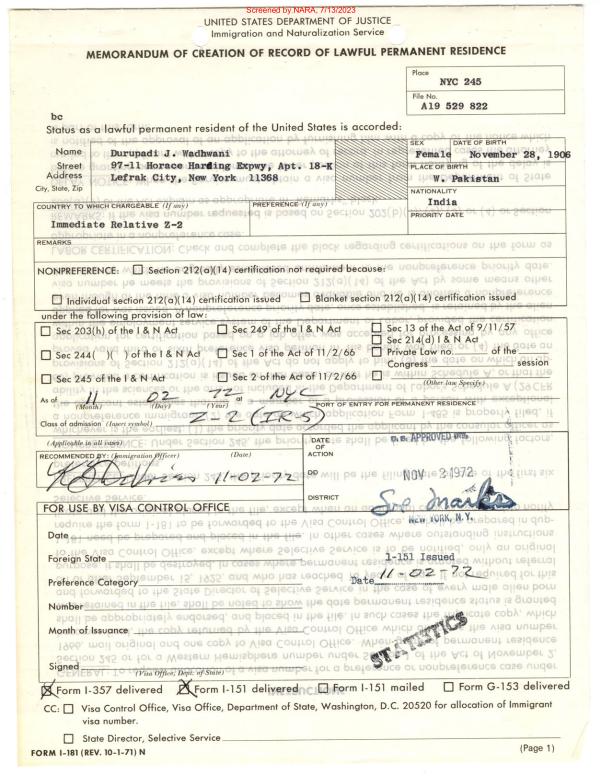 Screened by NARA, 7/13/2023
UNITED STATES DEPARTMENT OF JUSTICE
Immigration and Naturalization Service
MEMORANDUM OF CREATION OF RECORD OF LAWFUL PERMANENT RESIDENCE
Place
NYC 245
File No.
A19 529 822
bc
Status as a lawful permanent resident of the United States is accorded:
Name Durupadi J. Wadhwani
Street Address 97-11 Horace Harding Expwy, Apt. 18-K
City, State, Zip Lefrak City, New York 11368
SEX Female
DATE OF BIRTH November 28, 1906
PLACE OF BIRTH
W. Pakistan
NATIONALITY
India
COUNTRY TO WHICH CHARGEABLE (If any)
Immediate Relative Z-2
PREFERENCE (If any)
PRIORITY DATE
REMARKS
NONPREFERENCE: Section 212(a)(14) certification not required because:
Individual section 212(a)(14) certification issued Blanket section 212(a)(14) certification issued
under the following provision of law:
Sec 203(h) of the I & N Act Sec 249 of the I & N Act Sec 13 of the Act of 9/11/57
Sec 214(d) I & N Act
Sec 244( )( ) of the I & N Act Sec 1 of the Act of 11/2/66 Private Law no. of the
Congress session
Sec 245 of the I & N Act Sec 2 of the Act of 11/2/66
(Other law Specify)
As of 11 02 72 at NYC
(Month) (Day) (Year) PORT OF ENTRY FOR PERMANENT RESIDENCE
Class of admission (Insert symbol) Z-2 (IR-5)
(Applicable in all cases)
RECOMMENDED BY: (Immigration Officer) (Date)
11-02-72
DATE OF ACTION
APPROVED
NOV 2 1972
DD
DISTRICT
Sol Marks
NEW YORK, N.Y.
FOR USE BY VISA CONTROL OFFICE
Date
Foreign State
I-151 Issued
Preference Category
Date 11-02-72
Number
Month of Issuance
STATISTICS
Signed
(Visa Office, Dept. of State)
Form I-357 delivered Form I-151 delivered Form I-151 mailed Form G-153 delivered
CC: Visa Control Office, Visa Office, Department of State, Washington, D.C. 20520 for allocation of Immigrant
visa number.
State Director, Selective Service
FORM I-181 (REV. 10-1-71) N
(Page 1)